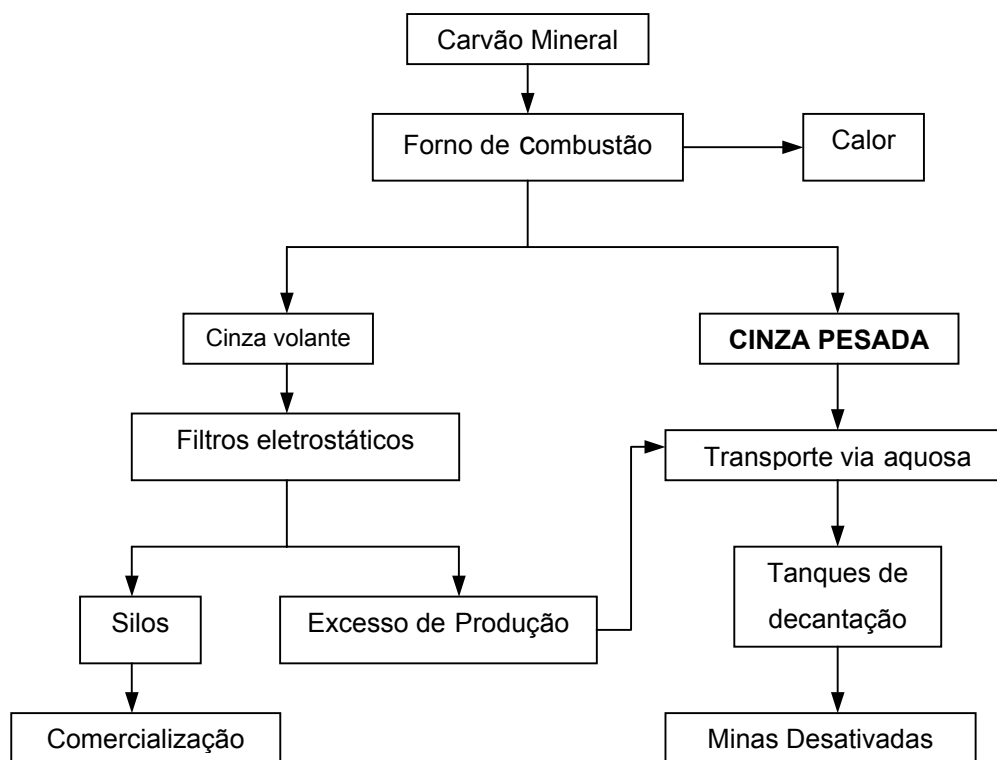 Carvão Mineral
Forno de Combustão
Calor
Cinza volante
CINZA PESADA
Filtros eletrostáticos
Transporte via aquosa
Silos
Excesso de Produção
Tanques de
decantação
Comercialização
Minas Desativadas